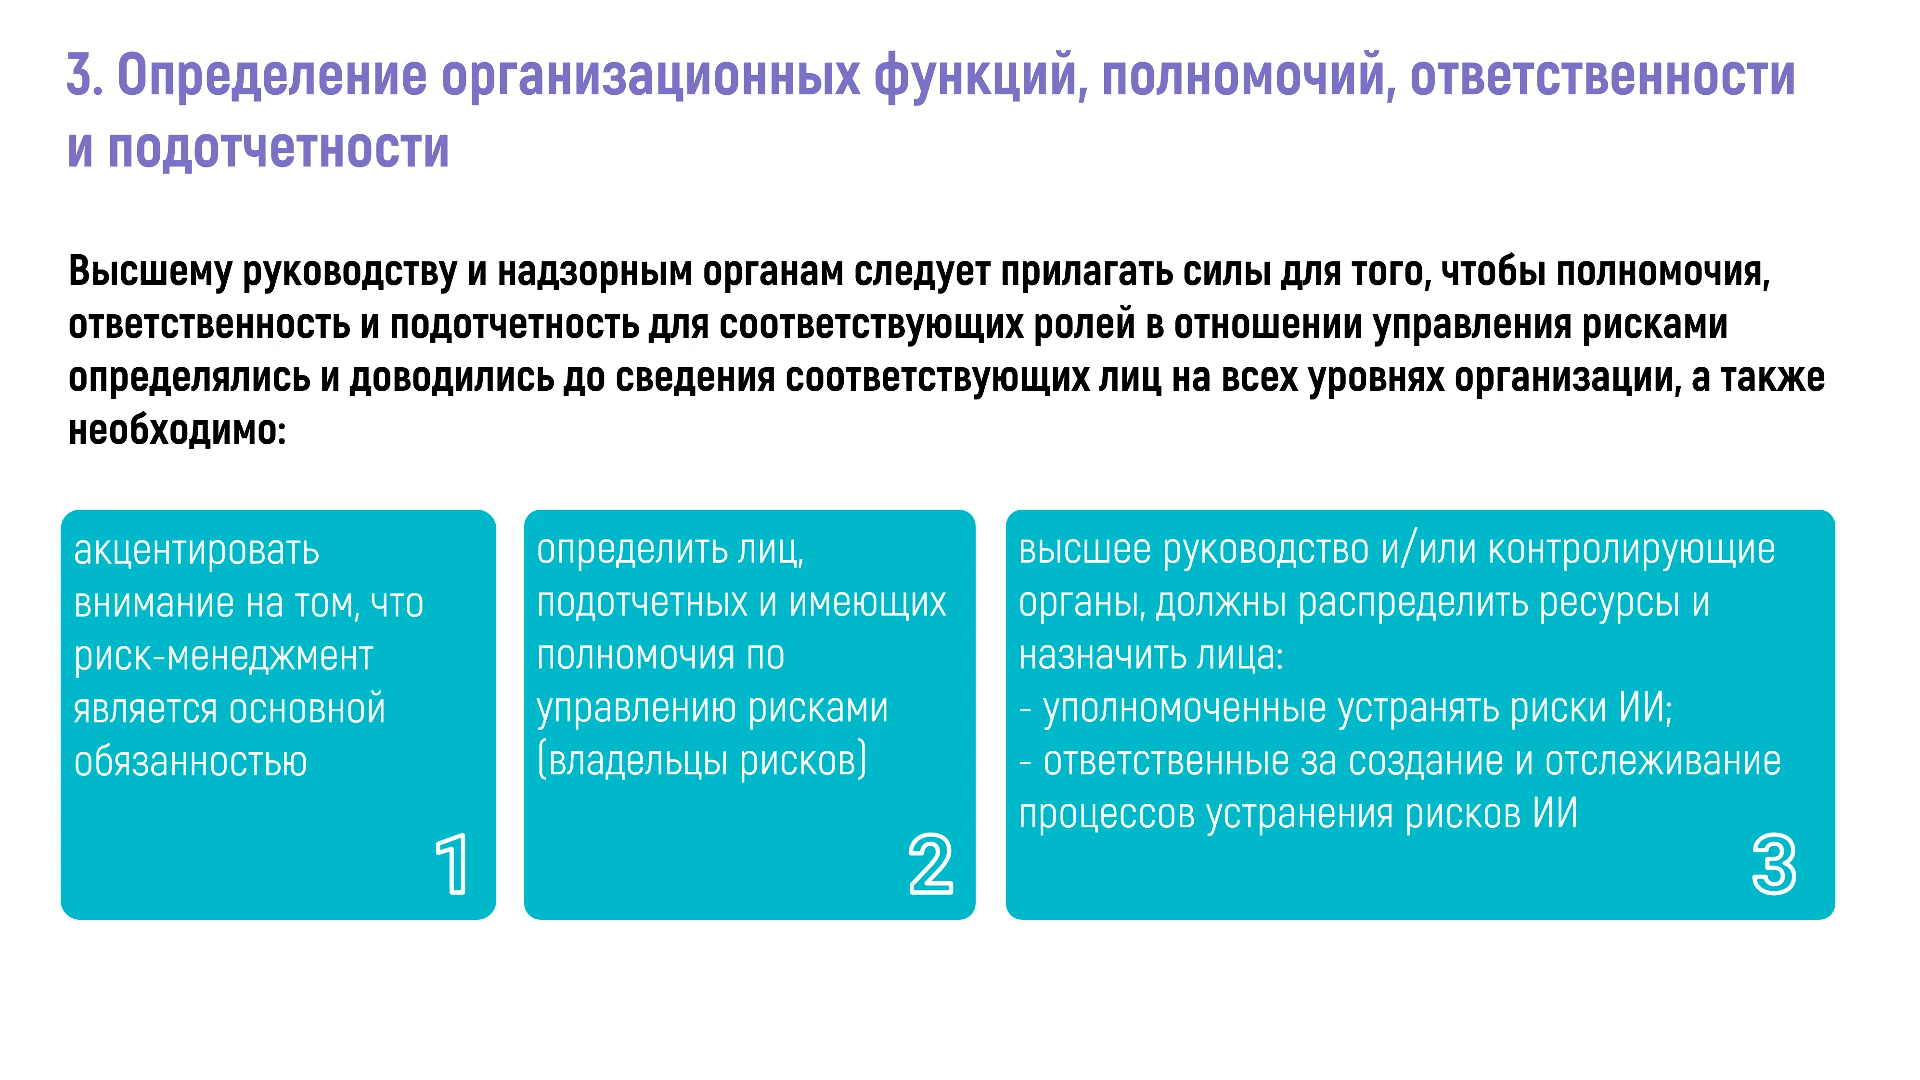 3. Определение организационных функций, полномочий, ответственности
и подотчетности
Высшему руководству и надзорным органам следует прилагать силы для того, чтобы полномочия,
ответственность и подотчетность для соответствующих ролей в отношении управления рисками
определялись и доводились до сведения соответствующих лиц на всех уровнях организации, а также
необходимо:
акцентировать
внимание на том, что
риск-менеджмент
является основной
обязанностью
1
определить лиц,
подотчетных и имеющих
полномочия по
управлению рисками
(владельцы рисков)
2
высшее руководство и/или контролирующие
органы, должны распределить ресурсы и
назначить лица:
- уполномоченные устранять риски ИИ;
- ответственные за создание и отслеживание
процессов устранения рисков ИИ
3